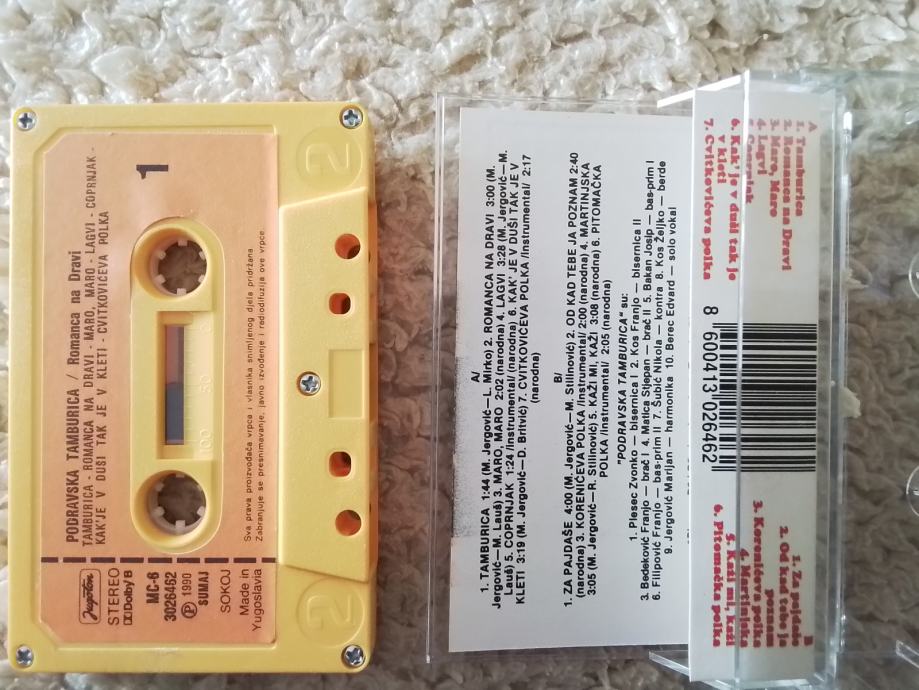 PODRAVSKA TAMBURICA / Romanca na Dravi
TAMBURICA - ROMANCA NA DRAVI - MARO, MARO - LAGVI - COPRNJAK -
KAK'JE V DUŠI TAK JE V KLETI - CVITKOVIĆEVA POLKA
1
2
2
100
50
0
Sva prava proizvođača vrpce i vlasnika snimljenog djela pridržana.
Zabranjuje se presnimavanje, javno izvođenje i radiodifuzija ove vrpce.
Jugoton
STEREO
DOLBY B
MC-6
3026462
Ⓟ 1990
SUMAJ
SOKOJ
Made in
Yugoslavia
A/
1. TAMBURICA 1:44 (M. Jergović—L. Mirko) 2. ROMANCA NA DRAVI 3:00 (M.
Jergović—M. Lauš) 3. MARO, MARO 2:02 (narodna) 4. LAGVI 3:28 (M. Jergović—M.
Lauš) 5. COPRNJAK 1:24 /Instrumental/ (narodna) 6. KAK' JE V DUŠI TAK JE V
KLETI 3:19 (M. Jergović—D. Britvić) 7. CVITKOVIĆEVA POLKA /Instrumental/ 2:17
(narodna)
B/
1. ZA PAJDAŠE 4:00 (M. Jergović—M. Stilinović) 2. OD KAD TEBE JA POZNAM 2:40
(narodna) 3. KORENIĆEVA POLKA /Instrumental/ 2:00 (narodna) 4. MARTINJSKA
3:05 (M. Jergović—R. Stilinović) 5. KAŽI MI, KAŽI 3:08 (narodna) 6. PITOMAČKA
POLKA /Instrumental/ 2:05 (narodna)
"PODRAVSKA TAMBURICA" su:
1. Plesec Zvonko — bisernica I 2. Kos Franjo — bisernica II
3. Bedeković Franjo — brač I 4. Matica Stjepan — brač II 5. Bakan Josip — bas-prim I
6. Filipović Franjo — bas-prim II 7. Šubić Nikola — kontra 8. Kos Željko — berde
9. Jergović Marijan — harmonika 10. Berec Edvard — solo vokal
A
1. Tamburica
2. Romanca na Dravi
3. Maro, Maro
4. Lagvi
5. Coprnjak
6. Kak' je v duši tak je
v kleti
7. Cvitkovićeva polka
8 600413 026462
B
1. Za pajdaše
2. Od kad tebe ja
poznam
3. Korenićeva polka
4. Martinjska
5. Kaži mi, kaži
6. Pitomačka polka